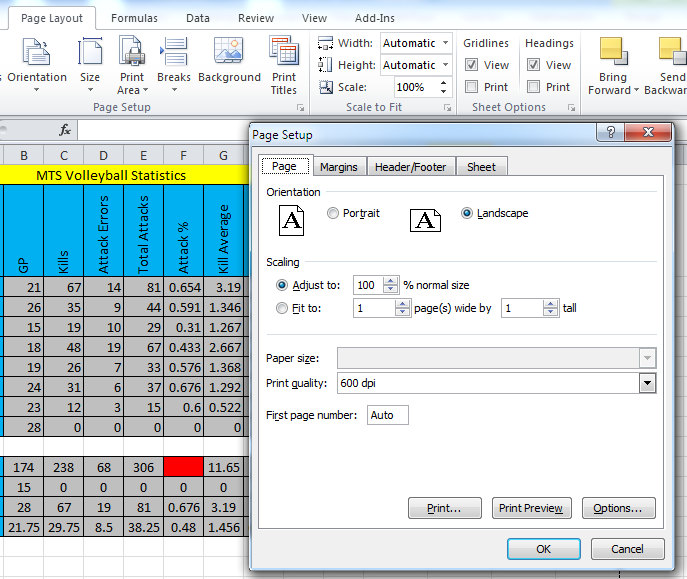 Page Layout Formulas Data Review View Add-Ins
Width: Automatic Gridlines Headings
Height: Automatic View View
Scale: 100% Print Print
Orientation Size Print Area Breaks Background Print Titles Bring Forward Send Backwar
Page Setup Scale to Fit Sheet Options
fx
B C D E F G
MTS Volleyball Statistics
GP Kills Attack Errors Total Attacks Attack % Kill Average
21 67 14 81 0.654 3.19
26 35 9 44 0.591 1.346
15 19 10 29 0.31 1.267
18 48 19 67 0.433 2.667
19 26 7 33 0.576 1.368
24 31 6 37 0.676 1.292
23 12 3 15 0.6 0.522
28 0 0 0 0 0
174 238 68 306 11.65
15 0 0 0 0 0
28 67 19 81 0.676 3.19
21.75 29.75 8.5 38.25 0.48 1.456
Page Setup
?
Page Margins Header/Footer Sheet
Orientation
A Portrait A Landscape
Scaling
Adjust to: 100 % normal size
Fit to: 1 page(s) wide by 1 tall
Paper size:
Print quality: 600 dpi
First page number: Auto
Print... Print Preview Options...
OK Cancel